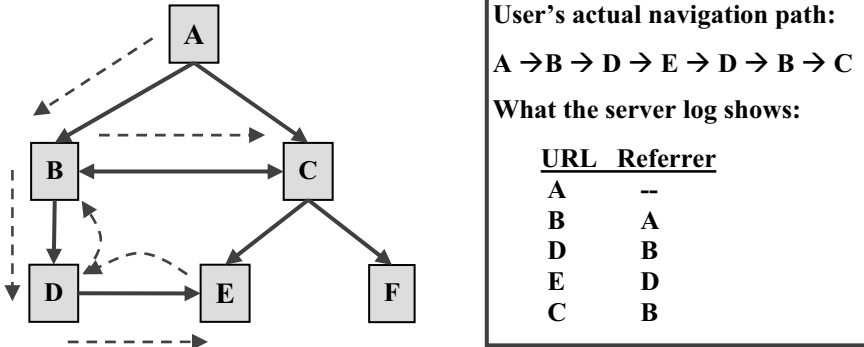 A
B
C
D
E
F
User's actual navigation path:
A → B → D → E → D → B → C
What the server log shows:
URL Referrer
A --
B A
D B
E D
C B